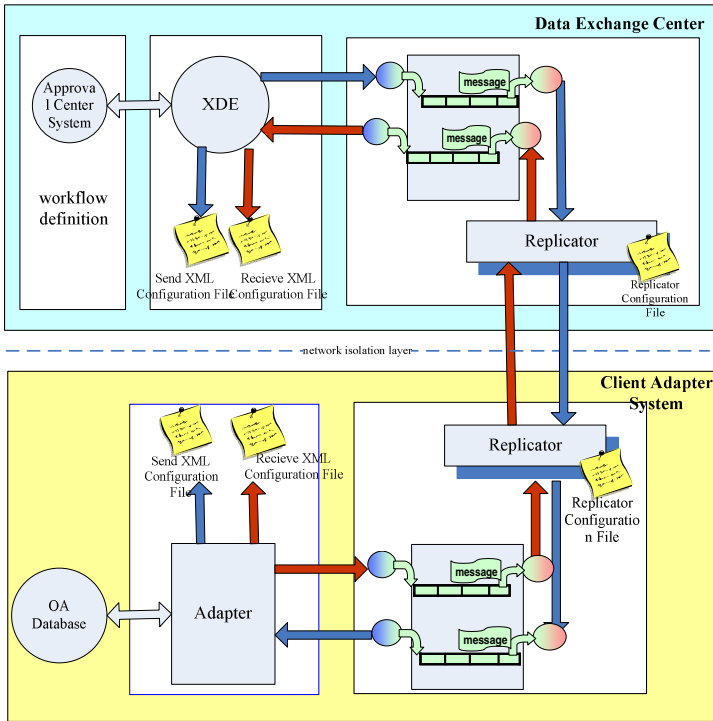 Data Exchange Center
Approva
l Center
System
XDE
message
message
workflow
definition
Send XML
Configuration File
Recieve XML
Configuration File
Replicator
Replicator
Configuration
File
network isolation layer
Client Adapter
System
Send XML
Configuration
File
Recieve XML
Configuration File
Replicator
Replicator
Configuratio
n File
OA
Database
Adapter
message
message